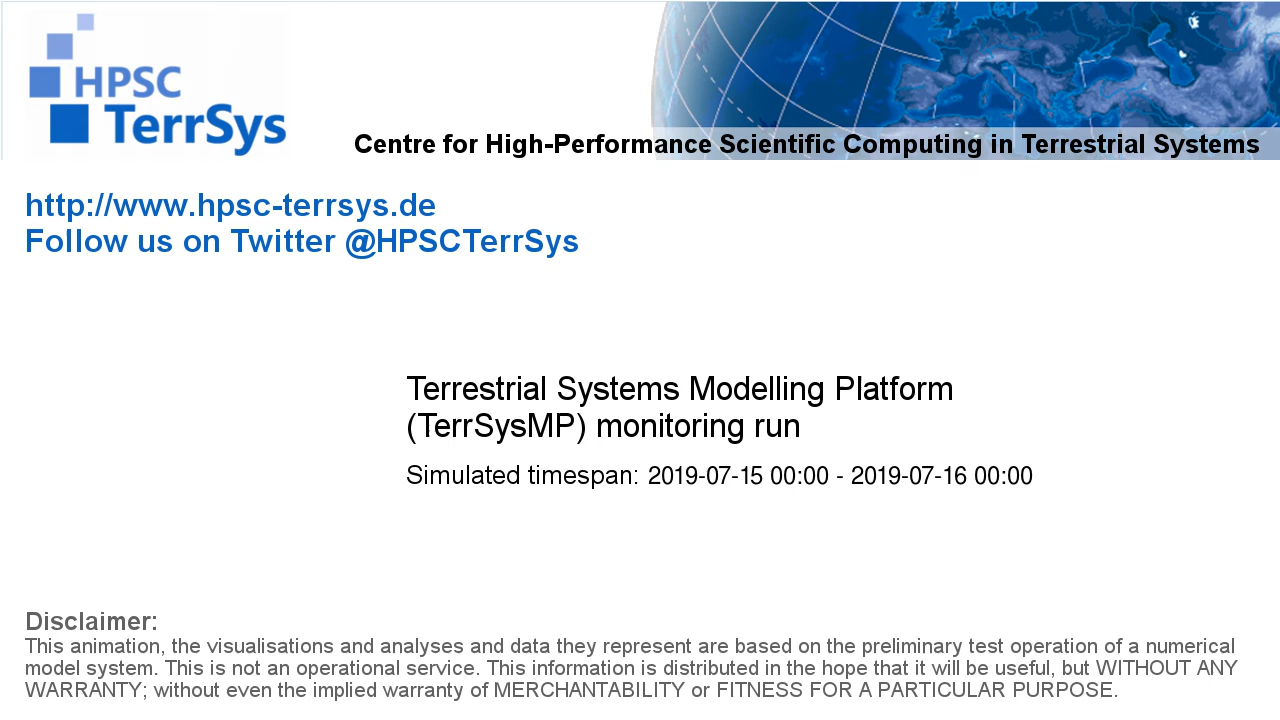 HPSC
TerrSys
Centre for High-Performance Scientific Computing in Terrestrial Systems
http://www.hpsc-terrsys.de
Follow us on Twitter @HPSCTerrSys
Terrestrial Systems Modelling Platform
(TerrSysMP) monitoring run
Simulated timespan: 2019-07-15 00:00 - 2019-07-16 00:00
Disclaimer:
This animation, the visualisations and analyses and data they represent are based on the preliminary test operation of a numerical
model system. This is not an operational service. This information is distributed in the hope that it will be useful, but WITHOUT ANY
WARRANTY; without even the implied warranty of MERCHANTABILITY or FITNESS FOR A PARTICULAR PURPOSE.